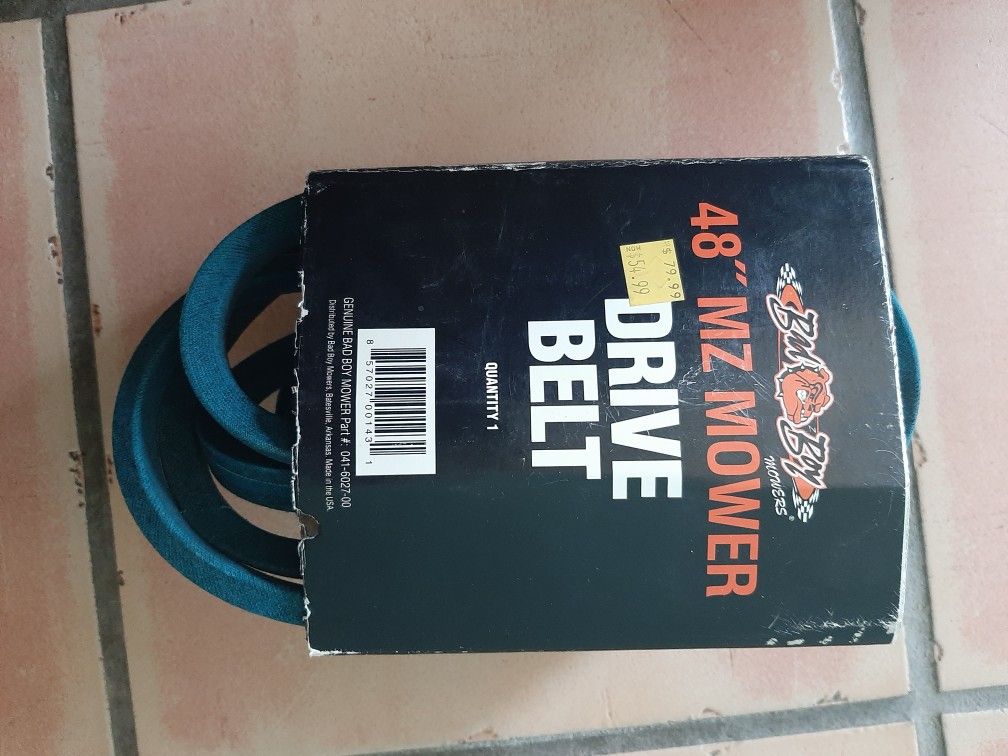 Bad Boy
MOWERS®
48" MZ MOWER
$ 79.99
NOW
$54.99
DRIVE
BELT
QUANTITY 1
8 57027 00143 1
GENUINE BAD BOY MOWER Part #: 041-6027-00
Distributed by Bad Boy Mowers, Batesville, Arkansas. Made in the USA